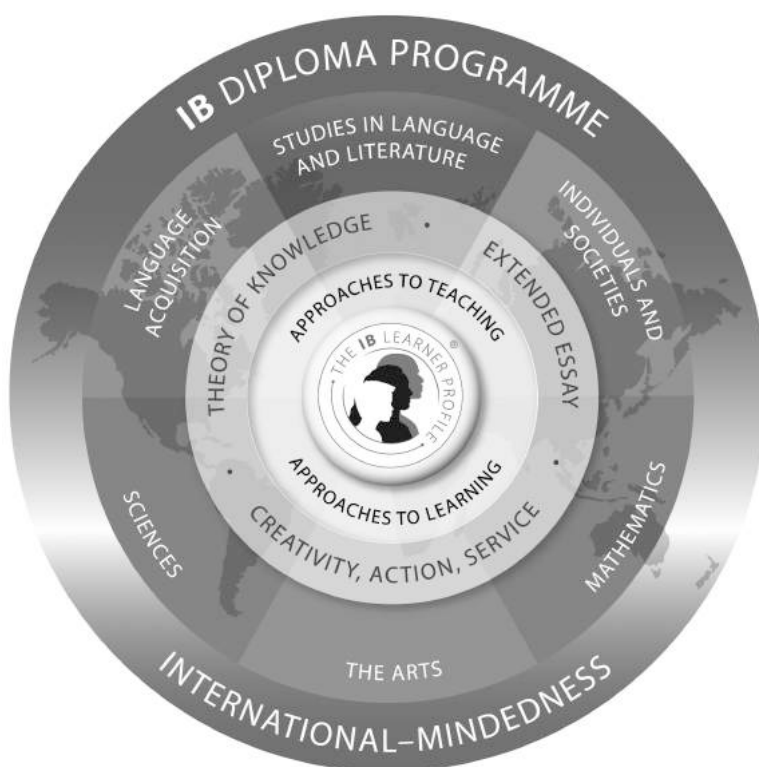 IB DIPLOMA PROGRAMME
STUDIES IN LANGUAGE
AND LITERATURE
LANGUAGE
ACQUISITION
INDIVIDUALS AND
SOCIETIES
THEORY OF KNOWLEDGE
EXTENDED ESSAY
APPROACHES TO TEACHING
THE IB LEARNER PROFILE ®
APPROACHES TO LEARNING
CREATIVITY, ACTION, SERVICE
SCIENCES
MATHEMATICS
THE ARTS
INTERNATIONAL–MINDEDNESS